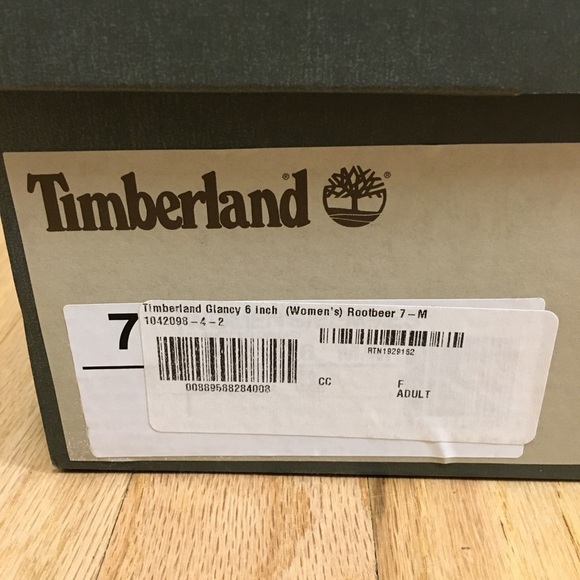 Timberland®
®
7
Timberland Glancy 6 inch (Women's) Rootbeer 7-M
1042098-4-2
00889588284008
RTN1929162
CC
F
ADULT